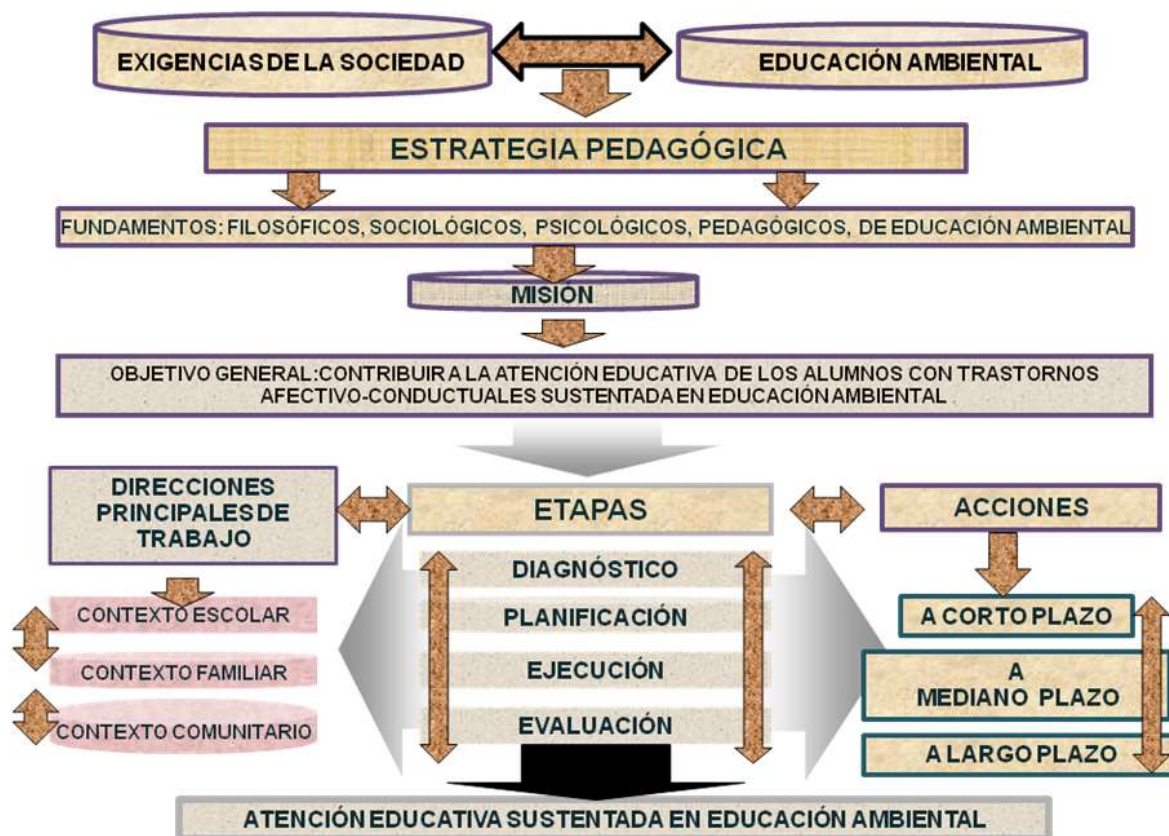 EXIGENCIAS DE LA SOCIEDAD
EDUCACIÓN AMBIENTAL
ESTRATEGIA PEDAGÓGICA
FUNDAMENTOS: FILOSÓFICOS, SOCIOLÓGICOS, PSICOLÓGICOS, PEDAGÓGICOS, DE EDUCACIÓN AMBIENTAL
MISIÓN
OBJETIVO GENERAL:CONTRIBUIR A LA ATENCIÓN EDUCATIVA DE LOS ALUMNOS CON TRASTORNOS
AFECTIVO-CONDUCTUALES SUSTENTADA EN EDUCACIÓN AMBIENTAL
DIRECCIONES
PRINCIPALES DE
TRABAJO
CONTEXTO ESCOLAR
CONTEXTO FAMILIAR
CONTEXTO COMUNITARIO
ETAPAS
DIAGNÓSTICO
PLANIFICACIÓN
EJECUCIÓN
EVALUACIÓN
ACCIONES
A CORTO PLAZO
A
MEDIANO PLAZO
A LARGO PLAZO
ATENCIÓN EDUCATIVA SUSTENTADA EN EDUCACIÓN AMBIENTAL